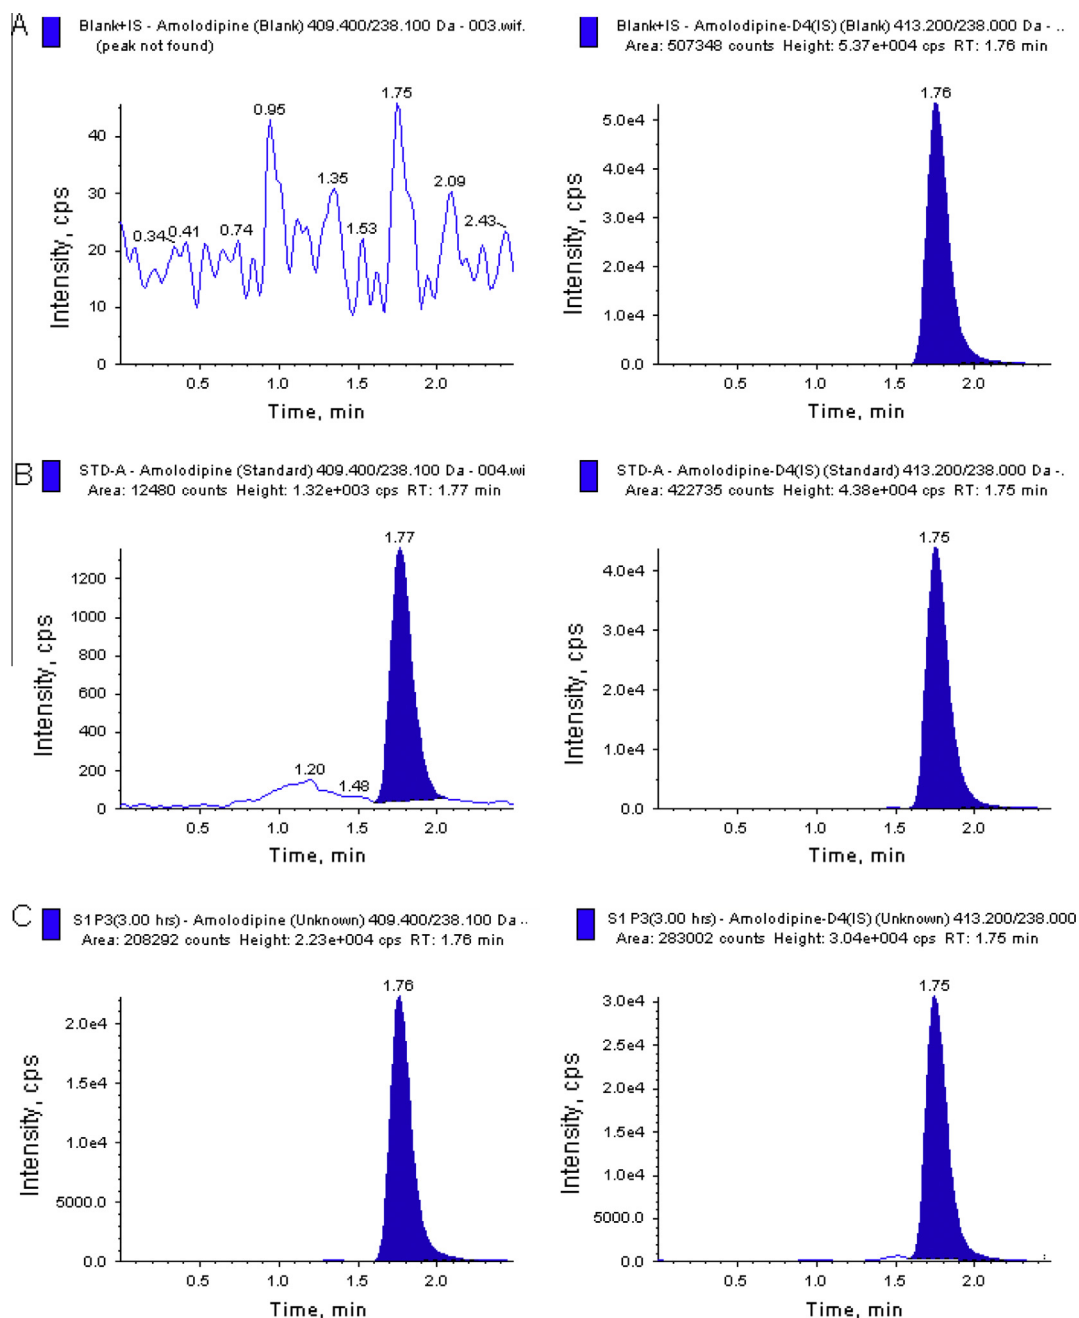 A
Blank+IS - Amolodipine (Blank) 409.400/238.100 Da - 003.wif.
(peak not found)
0.95
1.75
1.35
2.09
0.34
0.41
0.74
1.53
2.43
40
30
20
10
0
Intensity, cps
0.5 1.0 1.5 2.0
Time, min
Blank+IS - Amolodipine-D4(IS) (Blank) 413.200/238.000 Da - ..
Area: 507348 counts Height: 5.37e+004 cps RT: 1.76 min
1.76
5.0e4
4.0e4
3.0e4
2.0e4
1.0e4
0.0
Intensity, cps
0.5 1.0 1.5 2.0
Time, min
B
STD-A - Amolodipine (Standard) 409.400/238.100 Da - 004.wi
Area: 12480 counts Height: 1.32e+003 cps RT: 1.77 min
1.77
1.20
1.48
1200
1000
800
600
400
200
0
Intensity, cps
0.5 1.0 1.5 2.0
Time, min
STD-A - Amolodipine-D4(IS) (Standard) 413.200/238.000 Da -.
Area: 422735 counts Height: 4.38e+004 cps RT: 1.75 min
1.75
4.0e4
3.0e4
2.0e4
1.0e4
0.0
Intensity, cps
0.5 1.0 1.5 2.0
Time, min
C
S1 P3(3.00 hrs) - Amolodipine (Unknown) 409.400/238.100 Da ..
Area: 208292 counts Height: 2.23e+004 cps RT: 1.76 min
1.76
2.0e4
1.5e4
1.0e4
5000.0
0.0
Intensity, cps
0.5 1.0 1.5 2.0
Time, min
S1 P3(3.00 hrs) - Amolodipine-D4(IS) (Unknown) 413.200/238.000
Area: 283002 counts Height: 3.04e+004 cps RT: 1.75 min
1.75
3.0e4
2.5e4
2.0e4
1.5e4
1.0e4
5000.0
0.0
Intensity, cps
0.5 1.0 1.5 2.0
Time, min